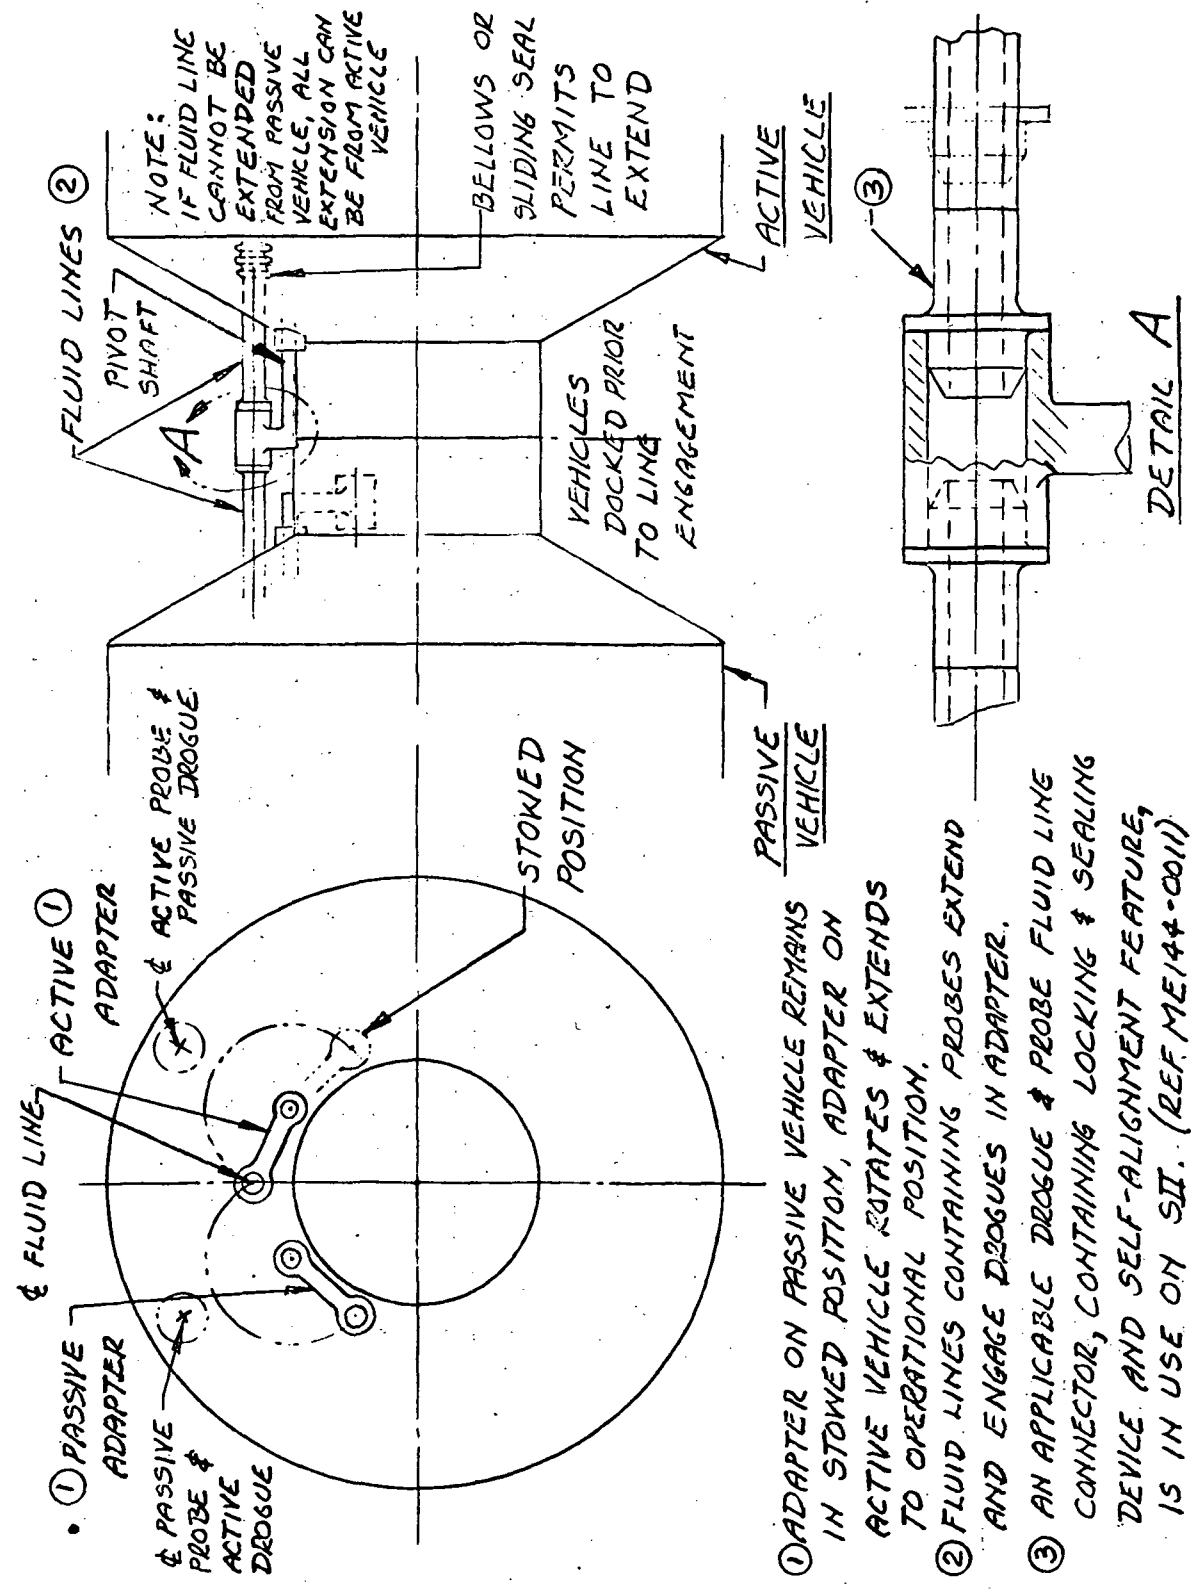 FLUID LINES ②
PIVOT
SHAFT
NOTE:
IF FLUID LINE
CANNOT BE
EXTENDED
FROM PASSIVE
VEHICLE, ALL
EXTENSION CAN
BE FROM ACTIVE
VEHICLE
A
BELLOWS OR
SLIDING SEAL
PERMITS
LINE TO
EXTEND
VEHICLES
DOCKED PRIOR
TO LINE
ENGAGEMENT
ACTIVE
VEHICLE
PASSIVE
VEHICLE
③
DETAIL A
℄ FLUID LINE
ACTIVE ①
ADAPTER
℄ ACTIVE PROBE &
PASSIVE DROGUE
① PASSIVE
ADAPTER
℄ PASSIVE
PROBE &
ACTIVE
DROGUE
STOWED
POSITION
① ADAPTER ON PASSIVE VEHICLE REMAINS
IN STOWED POSITION, ADAPTER ON
ACTIVE VEHICLE ROTATES & EXTENDS
TO OPERATIONAL POSITION.
② FLUID LINES CONTAINING PROBES EXTEND
AND ENGAGE DROGUES IN ADAPTER.
③ AN APPLICABLE DROGUE & PROBE FLUID LINE
CONNECTOR, CONTAINING LOCKING & SEALING
DEVICE AND SELF-ALIGNMENT FEATURE,
IS IN USE ON SII. (REF. ME144-0011)